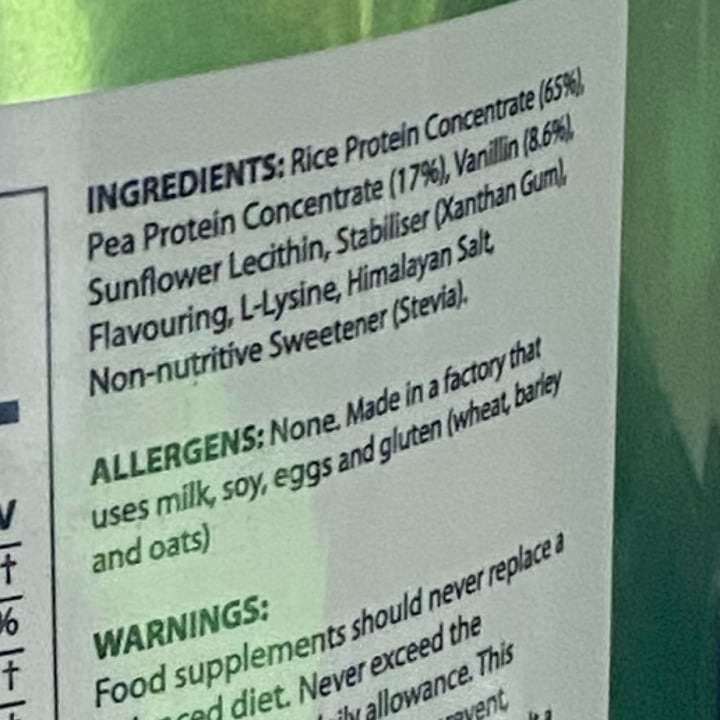 INGREDIENTS: Rice Protein Concentrate (65%),
Pea Protein Concentrate (17%), Vanillin (8.6%),
Sunflower Lecithin, Stabiliser (Xanthan Gum),
Flavouring, L-Lysine, Himalayan Salt,
Non-nutritive Sweetener (Stevia).
ALLERGENS: None. Made in a factory that
uses milk, soy, eggs and gluten (wheat, barley
and oats)
WARNINGS:
Food supplements should never replace a
diet. Never exceed the
allowance. This
†
%
†